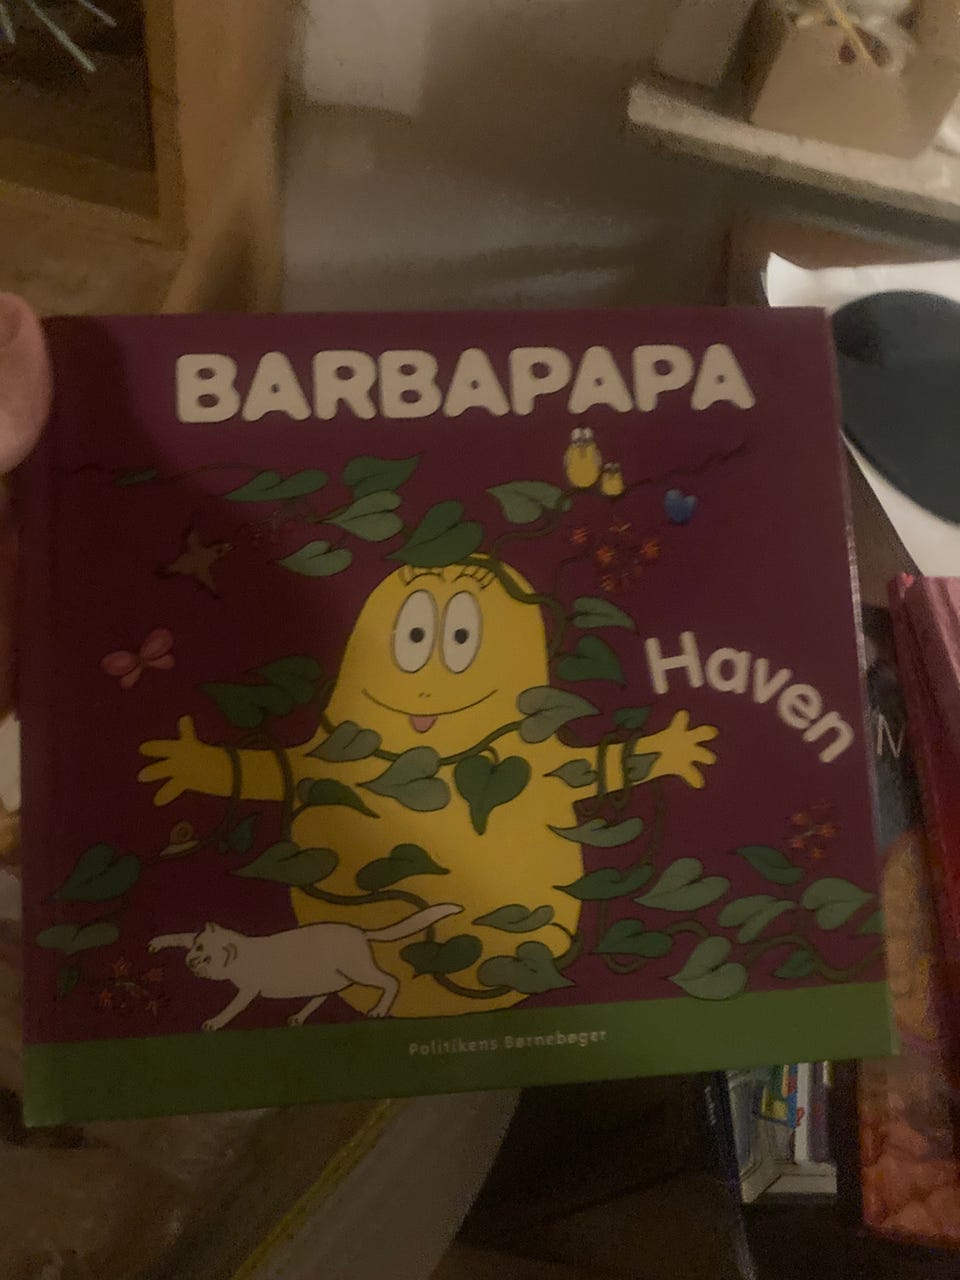 BARBAPAPA
Haven
Politikens Børnebøger
N